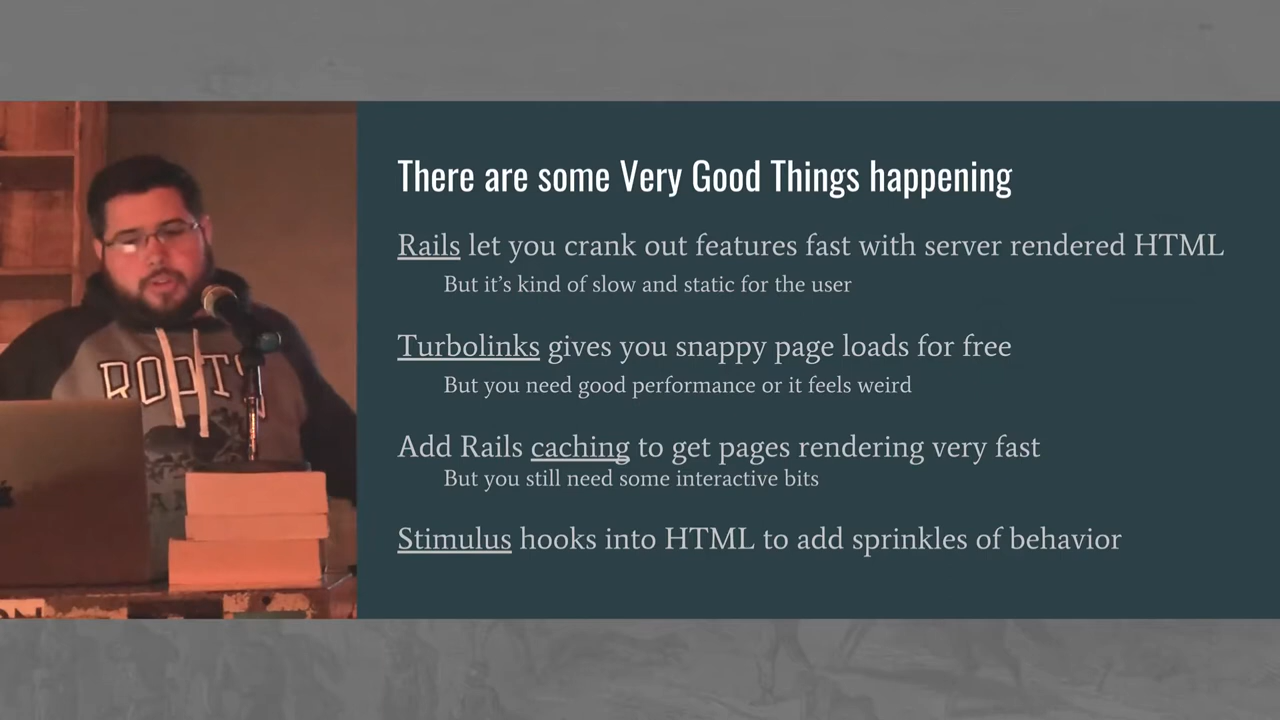 There are some Very Good Things happening
Rails let you crank out features fast with server rendered HTML
But it’s kind of slow and static for the user
Turbolinks gives you snappy page loads for free
But you need good performance or it feels weird
Add Rails caching to get pages rendering very fast
But you still need some interactive bits
Stimulus hooks into HTML to add sprinkles of behavior
ROOTS